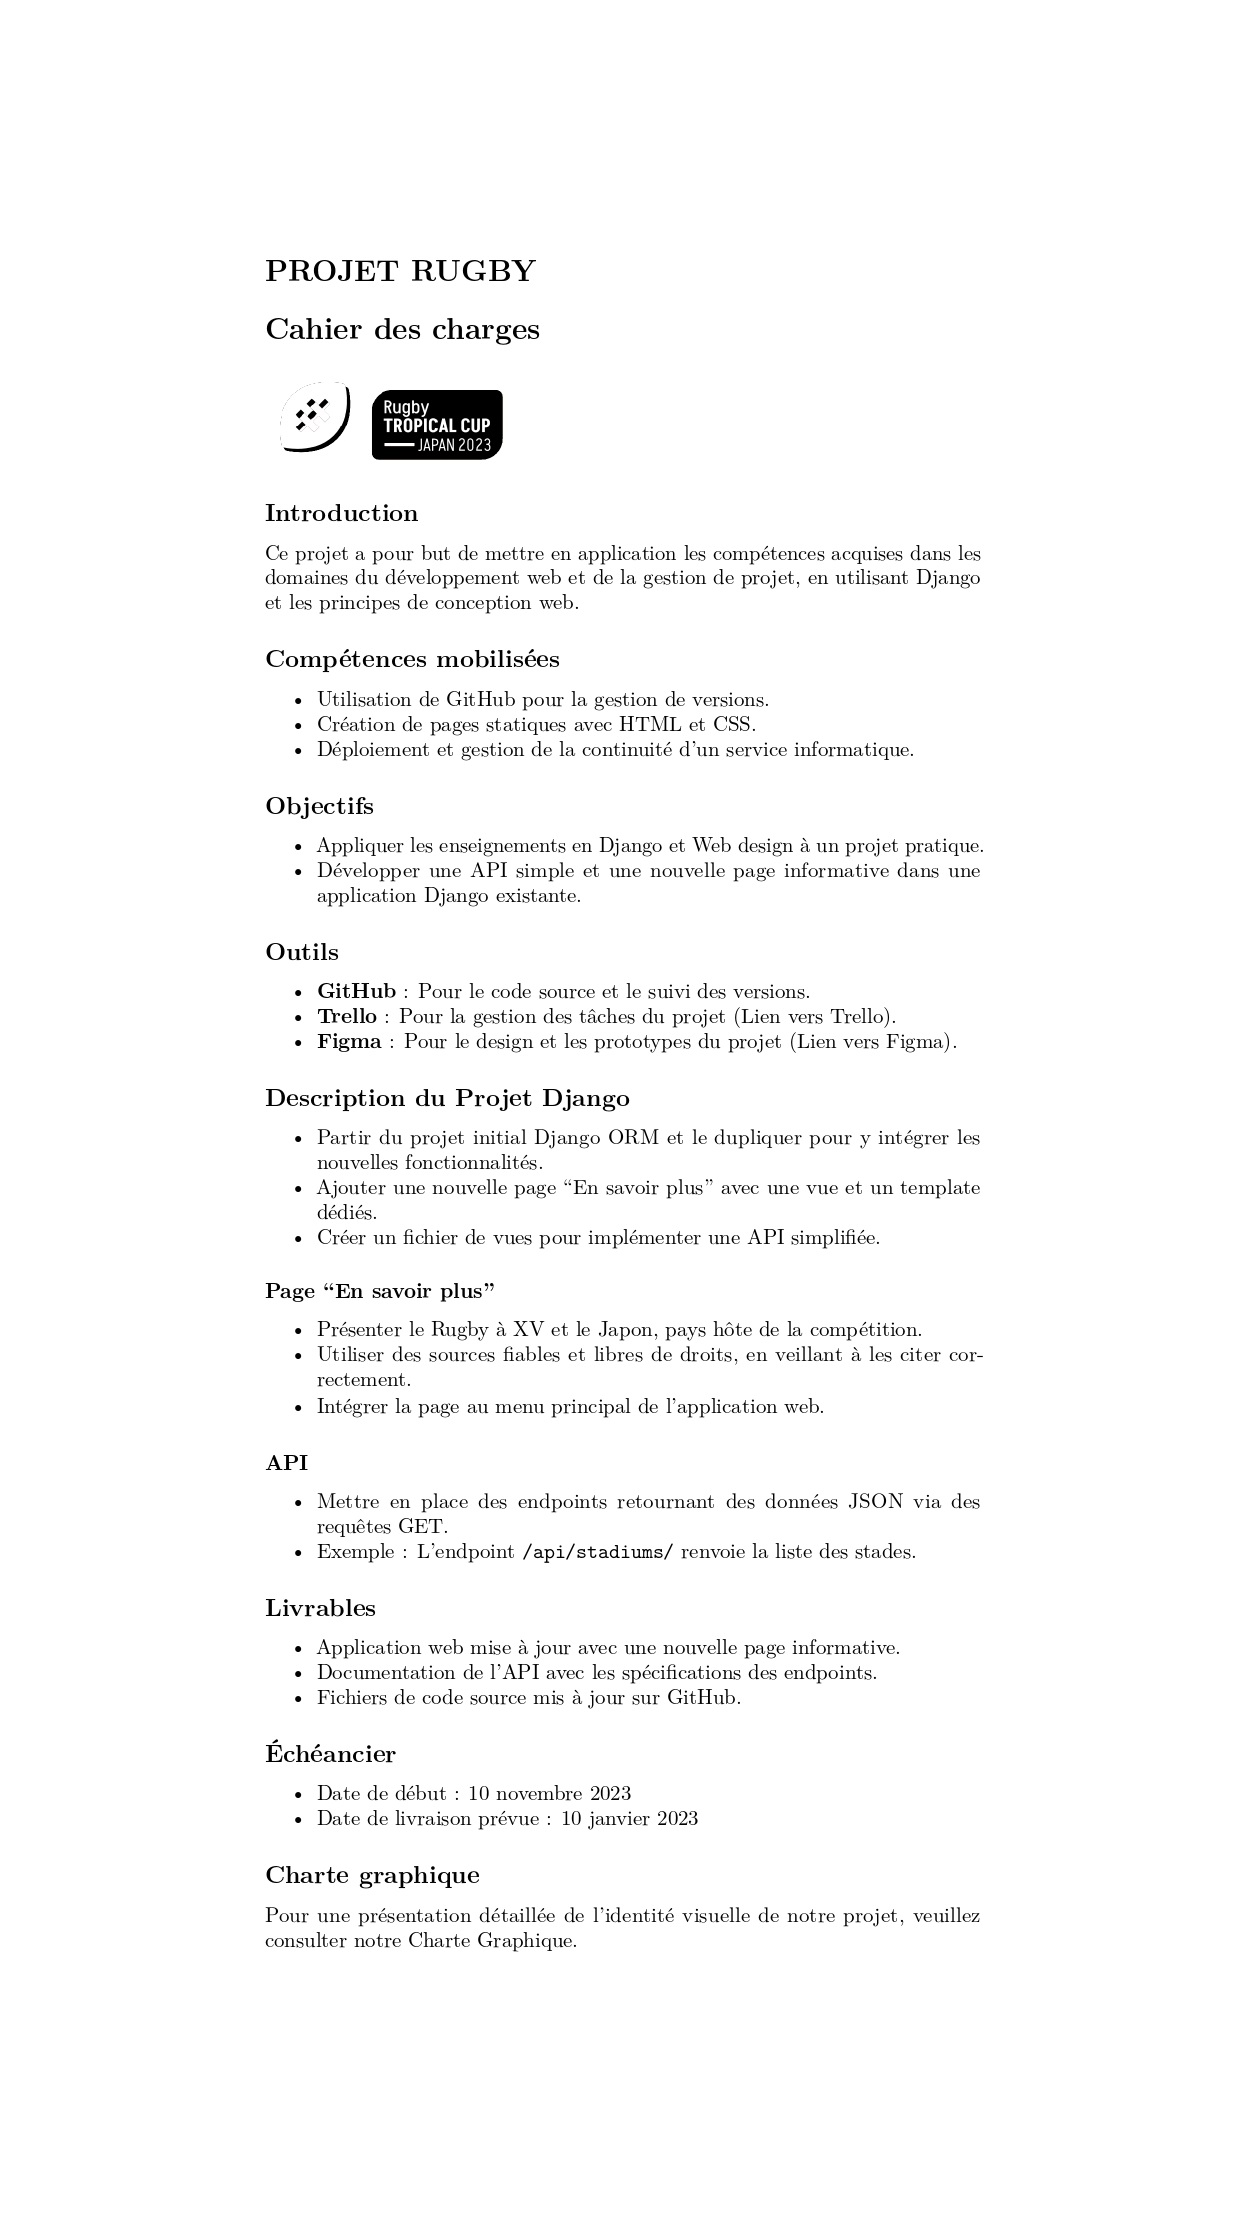 PROJET RUGBY
Cahier des charges
Rugby
TROPICAL CUP
JAPAN 2023
Introduction
Ce projet a pour but de mettre en application les compétences acquises dans les
domaines du développement web et de la gestion de projet, en utilisant Django
et les principes de conception web.
Compétences mobilisées
• Utilisation de GitHub pour la gestion de versions.
• Création de pages statiques avec HTML et CSS.
• Déploiement et gestion de la continuité d'un service informatique.
Objectifs
• Appliquer les enseignements en Django et Web design à un projet pratique.
• Développer une API simple et une nouvelle page informative dans une
application Django existante.
Outils
• GitHub : Pour le code source et le suivi des versions.
• Trello : Pour la gestion des tâches du projet (Lien vers Trello).
• Figma : Pour le design et les prototypes du projet (Lien vers Figma).
Description du Projet Django
• Partir du projet initial Django ORM et le dupliquer pour y intégrer les
nouvelles fonctionnalités.
• Ajouter une nouvelle page “En savoir plus” avec une vue et un template
dédiés.
• Créer un fichier de vues pour implémenter une API simplifiée.
Page “En savoir plus”
• Présenter le Rugby à XV et le Japon, pays hôte de la compétition.
• Utiliser des sources fiables et libres de droits, en veillant à les citer cor-
rectement.
• Intégrer la page au menu principal de l'application web.
API
• Mettre en place des endpoints retournant des données JSON via des
requêtes GET.
• Exemple : L'endpoint /api/stadiums/ renvoie la liste des stades.
Livrables
• Application web mise à jour avec une nouvelle page informative.
• Documentation de l'API avec les spécifications des endpoints.
• Fichiers de code source mis à jour sur GitHub.
Échéancier
• Date de début : 10 novembre 2023
• Date de livraison prévue : 10 janvier 2023
Charte graphique
Pour une présentation détaillée de l'identité visuelle de notre projet, veuillez
consulter notre Charte Graphique.